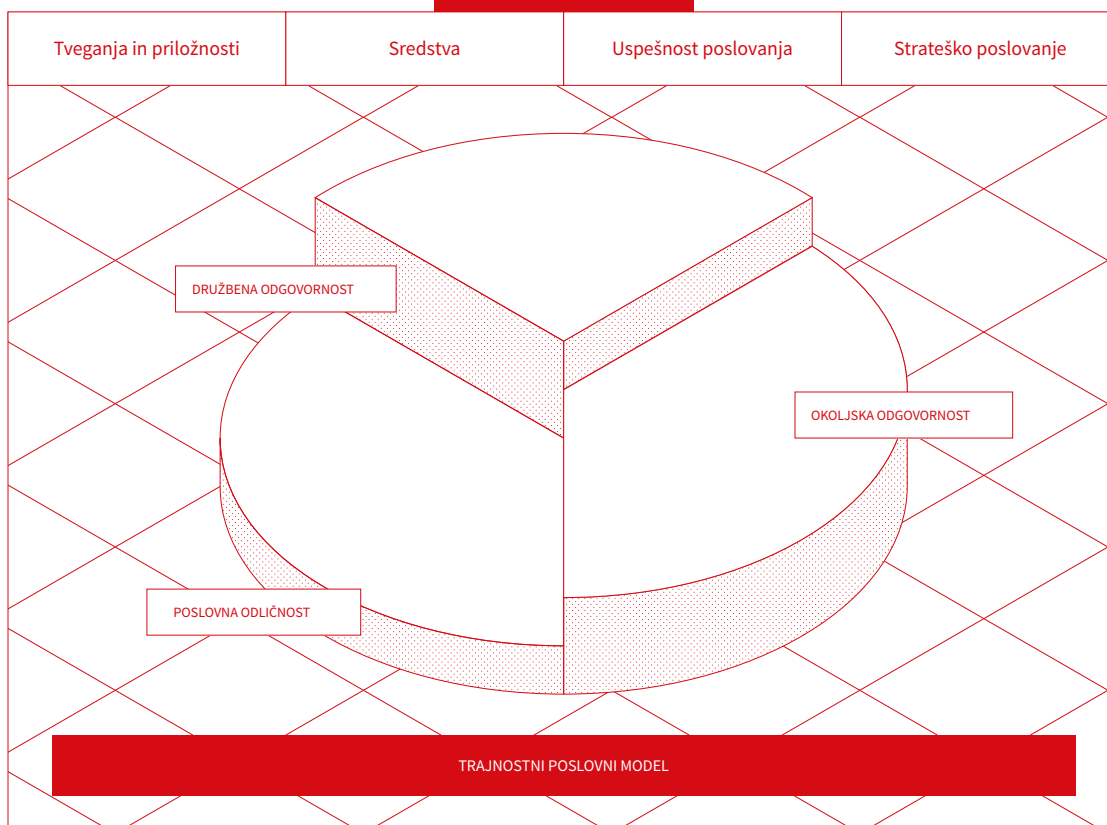 Tveganja in priložnosti
Sredstva
Uspešnost poslovanja
Strateško poslovanje
DRUŽBENA ODGOVORNOST
OKOLJSKA ODGOVORNOST
POSLOVNA ODLIČNOST
TRAJNOSTNI POSLOVNI MODEL